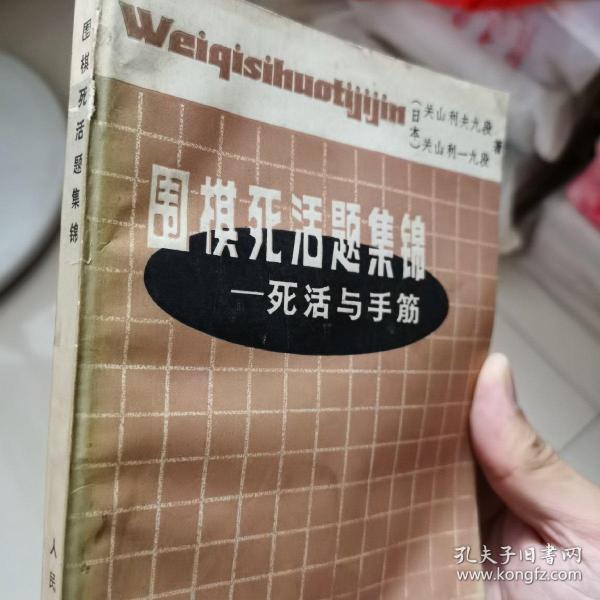 Weiqisihuotijijin
(日本)
关山利夫九段
关山利一九段
著
围棋死活题集锦
—死活与手筋
围棋死活题集锦
人民
孔夫子旧书网
www.kongfz.com